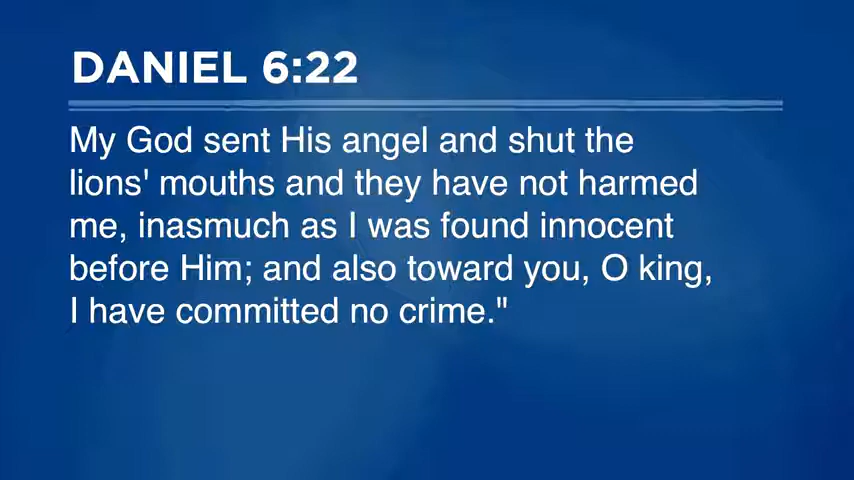 DANIEL 6:22
My God sent His angel and shut the
lions' mouths and they have not harmed
me, inasmuch as I was found innocent
before Him; and also toward you, O king,
I have committed no crime."